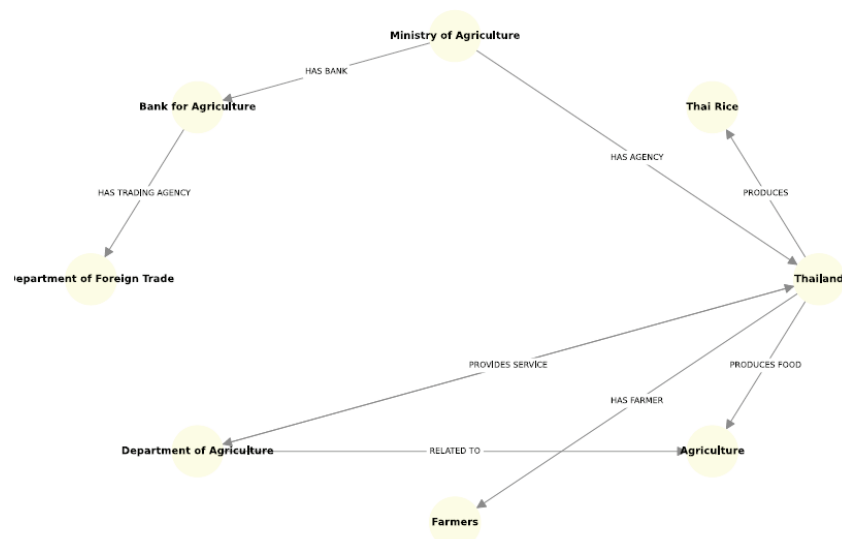 Ministry of Agriculture
HAS BANK
Bank for Agriculture
Thai Rice
HAS AGENCY
HAS TRADING AGENCY
PRODUCES
epartment of Foreign Trade
Thailand
PROVIDES SERVICE
PRODUCES FOOD
HAS FARMER
Department of Agriculture
RELATED TO
Agriculture
Farmers